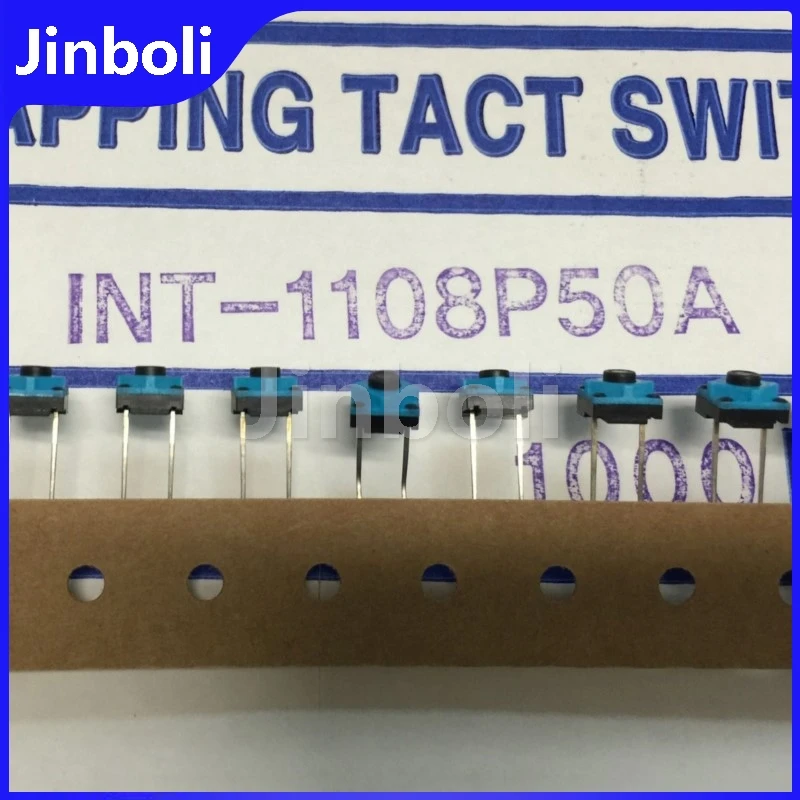 Jinboli
APPING TACT SWIT
INT-1108P50A
Jinboli
1000